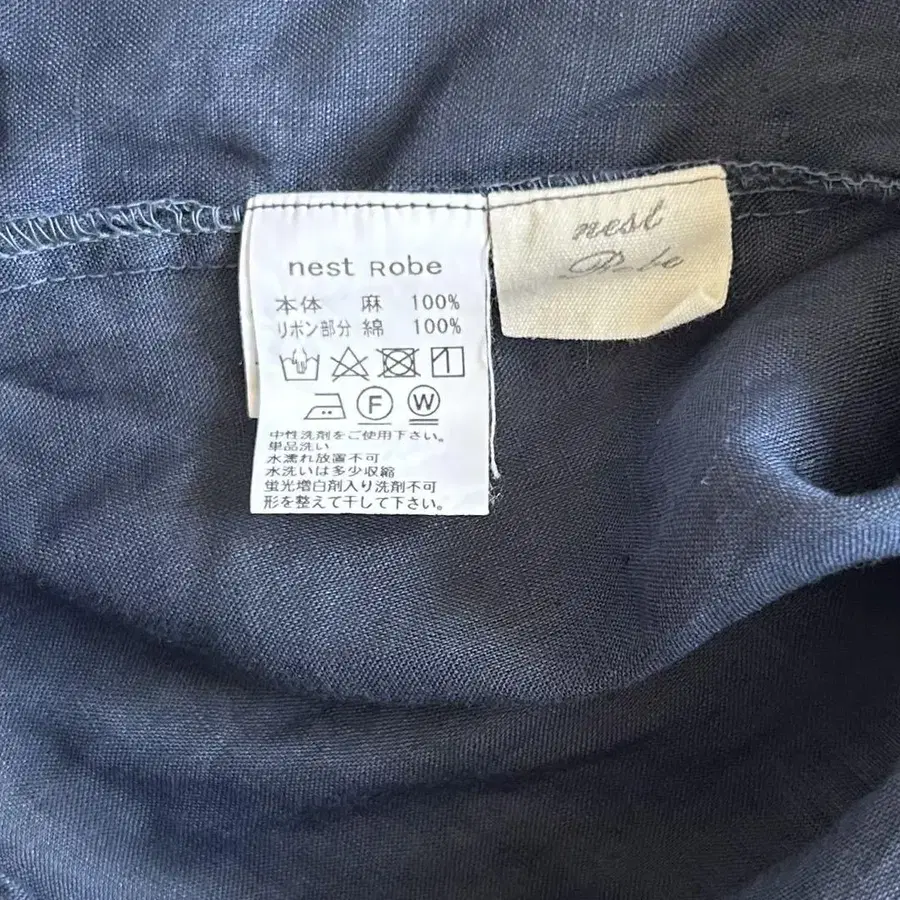 nest Robe
本体 麻 100%
リボン部分 綿 100%
F W
中性洗剤をご使用下さい。
単品洗い
水濡れ放置不可
水洗いは多少収縮
蛍光増白剤入り洗剤不可
形を整えて干して下さい。
nest
Robe